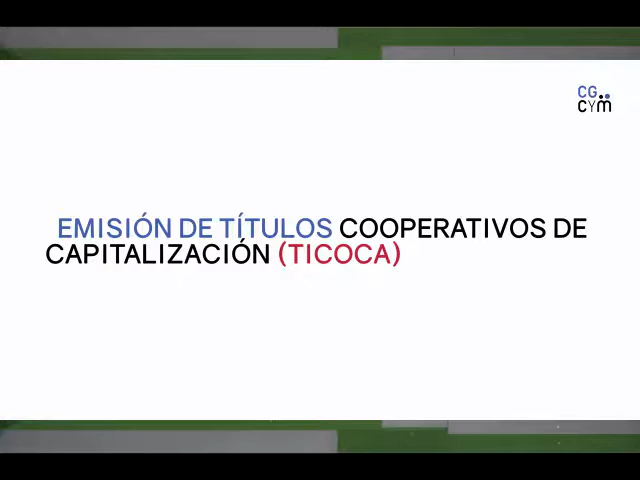 CG
CYM
EMISIÓN DE TÍTULOS COOPERATIVOS DE
CAPITALIZACIÓN (TICOCA)